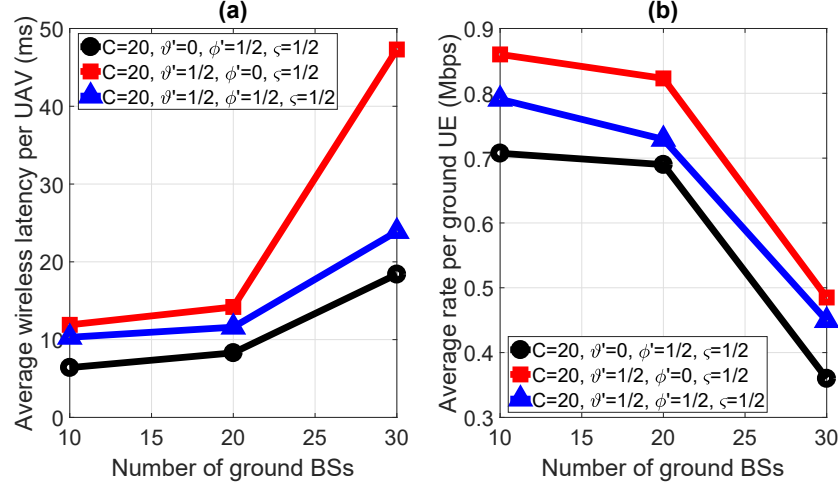 (a)
Average wireless latency per UAV (ms)
50
40
30
20
10
0
C=20, ϑ'=0, ϕ'=1/2, ς=1/2
C=20, ϑ'=1/2, ϕ'=0, ς=1/2
C=20, ϑ'=1/2, ϕ'=1/2, ς=1/2
10 15 20 25 30
Number of ground BSs
(b)
Average rate per ground UE (Mbps)
0.9
0.8
0.7
0.6
0.5
0.4
0.3
C=20, ϑ'=0, ϕ'=1/2, ς=1/2
C=20, ϑ'=1/2, ϕ'=0, ς=1/2
C=20, ϑ'=1/2, ϕ'=1/2, ς=1/2
10 15 20 25 30
Number of ground BSs